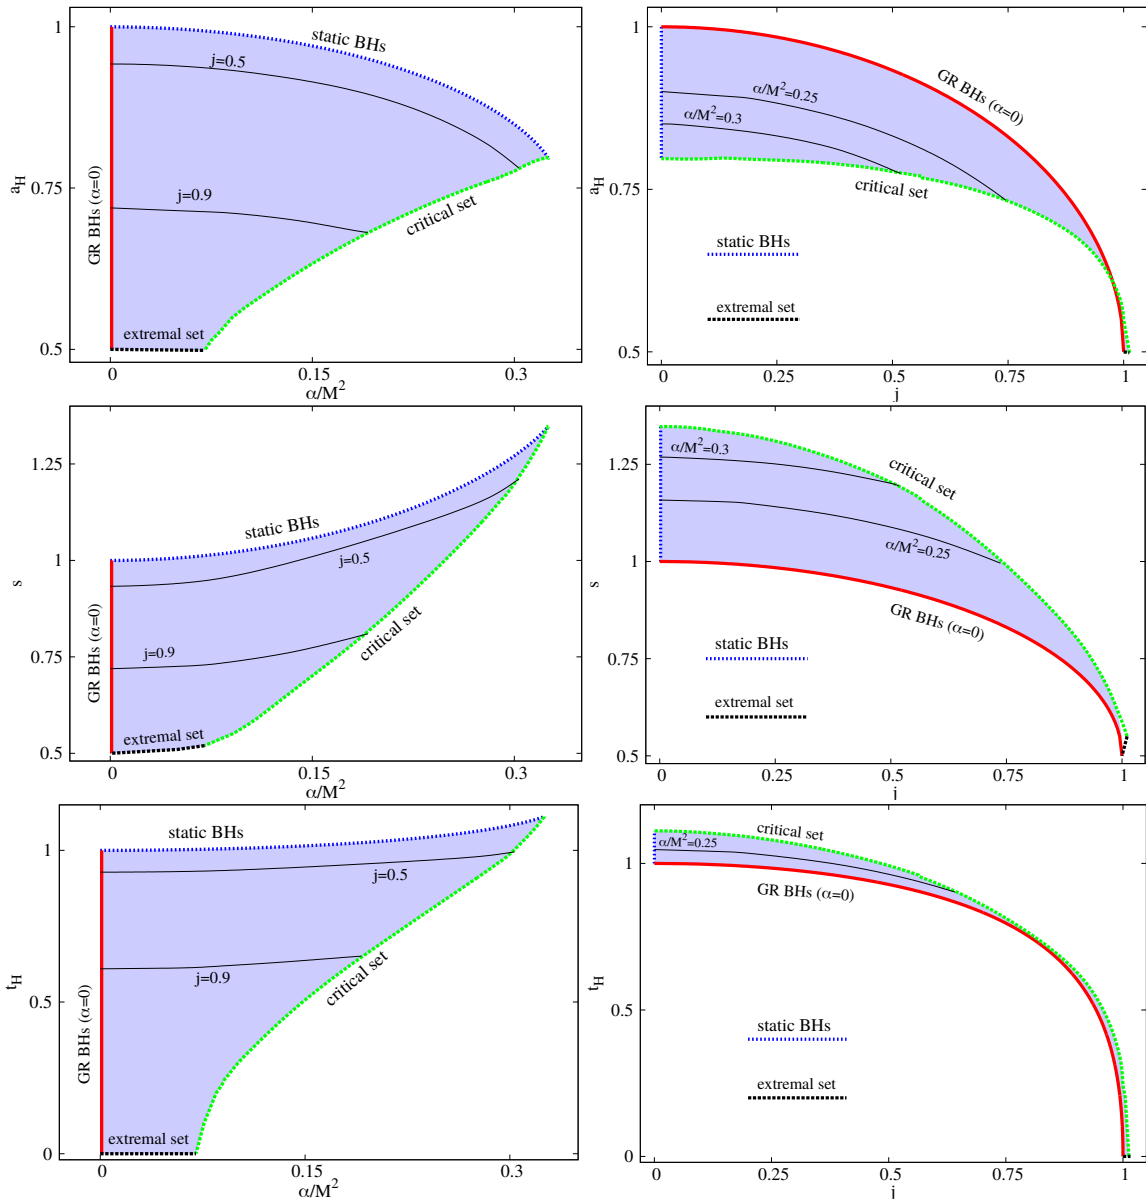 1
static BHs
j=0.5
a_H
GR BHs (α=0)
0.75
j=0.9
critical set
extremal set
0.5
0
0.15
0.3
α/M²
1
GR BHs (α=0)
α/M²=0.25
α/M²=0.3
a_H
0.75
critical set
static BHs
extremal set
0.5
0
0.25
0.5
0.75
1
j
1.25
static BHs
1
j=0.5
s
GR BHs (α=0)
0.75
j=0.9
critical set
extremal set
0.5
0
0.15
0.3
α/M²
α/M²=0.3
critical set
1.25
α/M²=0.25
1
s
GR BHs (α=0)
0.75
static BHs
extremal set
0.5
0
0.25
0.5
0.75
1
j
static BHs
1
j=0.5
t_H
GR BHs (α=0)
j=0.9
critical set
0.5
extremal set
0
0
0.15
0.3
α/M²
critical set
α/M²=0.25
1
GR BHs (α=0)
t_H
0.5
static BHs
extremal set
0
0
0.25
0.5
0.75
1
j